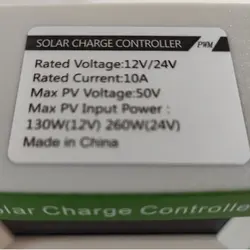 SOLAR CHARGE CONTROLLER PWM
Rated Voltage:12V/24V
Rated Current:10A
Max PV Voltage:50V
Max PV Input Power :
130W(12V) 260W(24V)
Made in China
olar Charge Controller